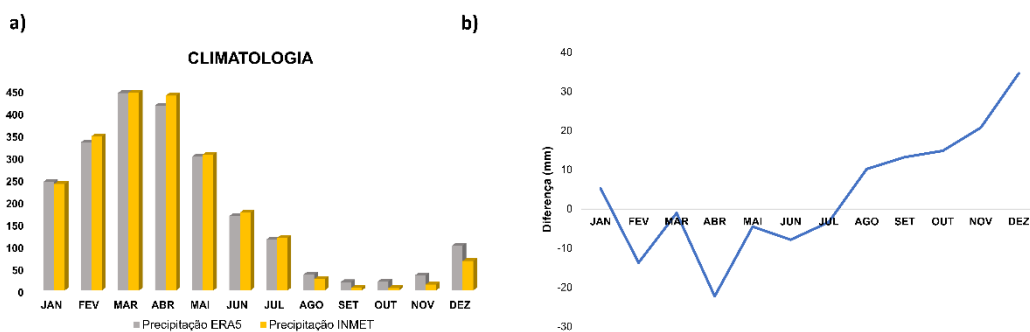 a)
CLIMATOLOGIA
450
400
350
300
250
200
150
100
50
0
JAN FEV MAR ABR MAI JUN JUL AGO SET OUT NOV DEZ
Precipitação ERA5 Precipitação INMET
b)
Diferença (mm)
40
30
20
10
0
-10
-20
-30
JAN FEV MAR ABR MAI JUN JUL AGO SET OUT NOV DEZ